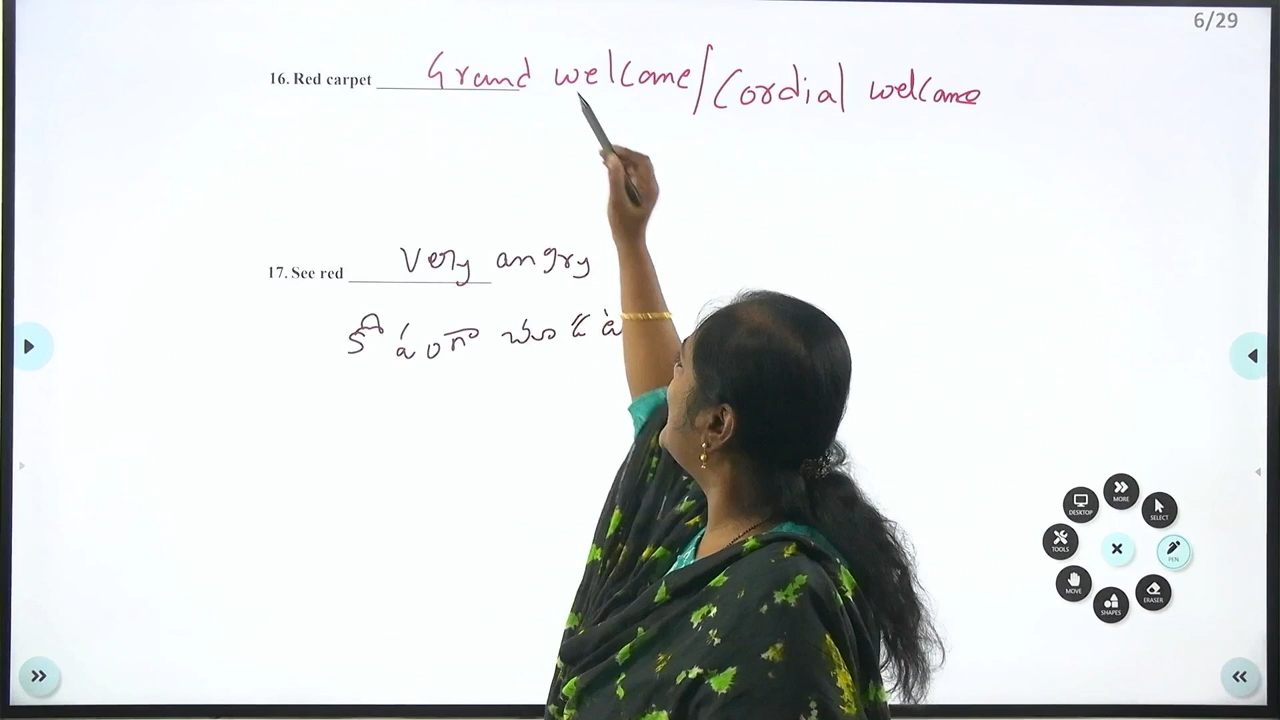 6/29
16. Red carpet Grand welcome/Cordial welcome
17. See red Very angry
కోపంగా
MORE
DESKTOP
SELECT
TOOLS
PEN
MOVE
ERASER
SHAPES